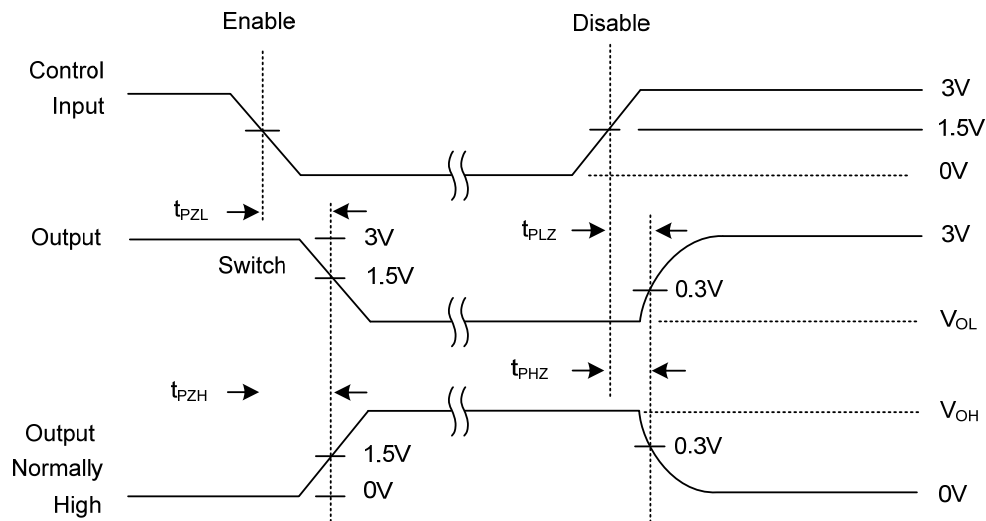 Enable
Disable
Control
Input
3V
1.5V
0V
tPZL
Output
Switch
3V
1.5V
tPLZ
0.3V
3V
VOL
tPZH
tPHZ
Output
Normally
High
1.5V
0V
0.3V
VOH
0V